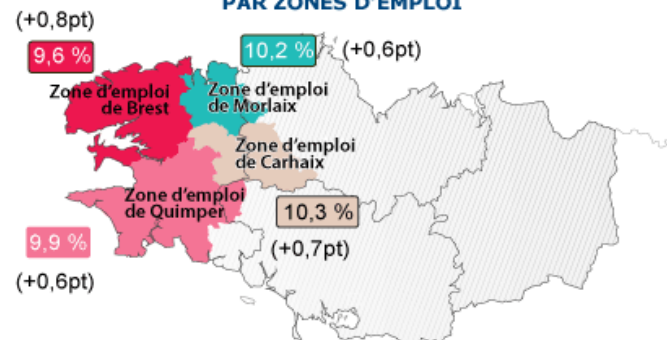 PAR ZONES D'EMPLOI
(+0,8pt)
9,6 %
10,2 %
(+0,6pt)
Zone d'emploi
de Brest
Zone d'emploi
de Morlaix
Zone d'emploi
de Carhaix
Zone d'emploi
de Quimper
10,3 %
(+0,7pt)
9,9 %
(+0,6pt)